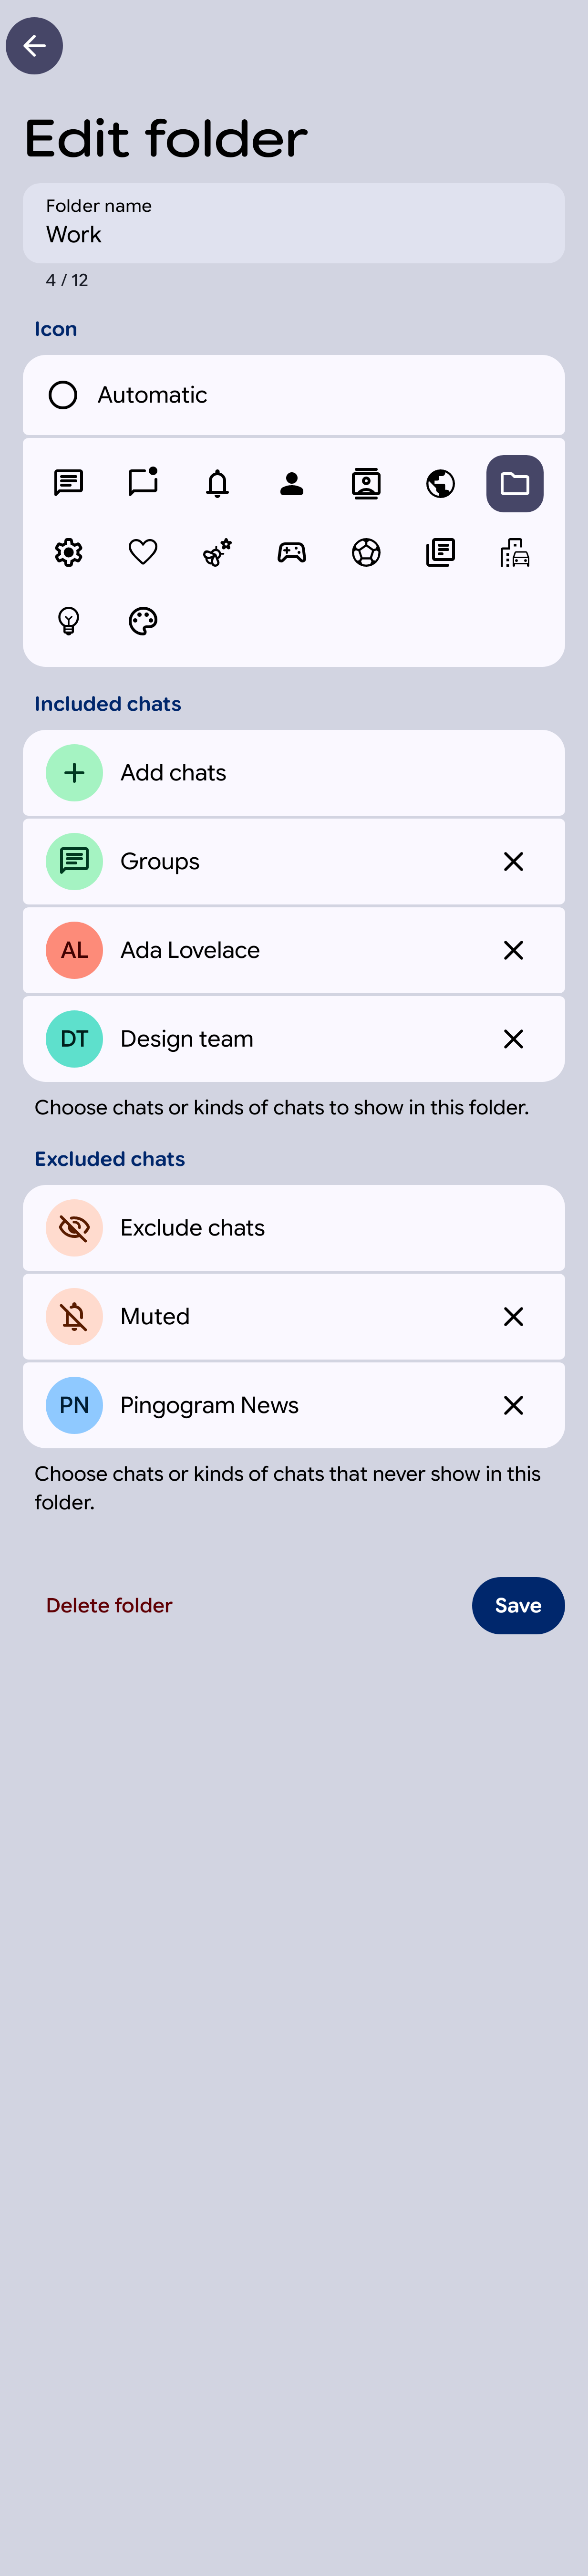 Edit folder
Folder name
Work
4 / 12
Icon
Automatic
Included chats
Add chats
Groups
AL Ada Lovelace
DT Design team
Choose chats or kinds of chats to show in this folder.
Excluded chats
Exclude chats
Muted
PN Pingogram News
Choose chats or kinds of chats that never show in this
folder.
Delete folder Save